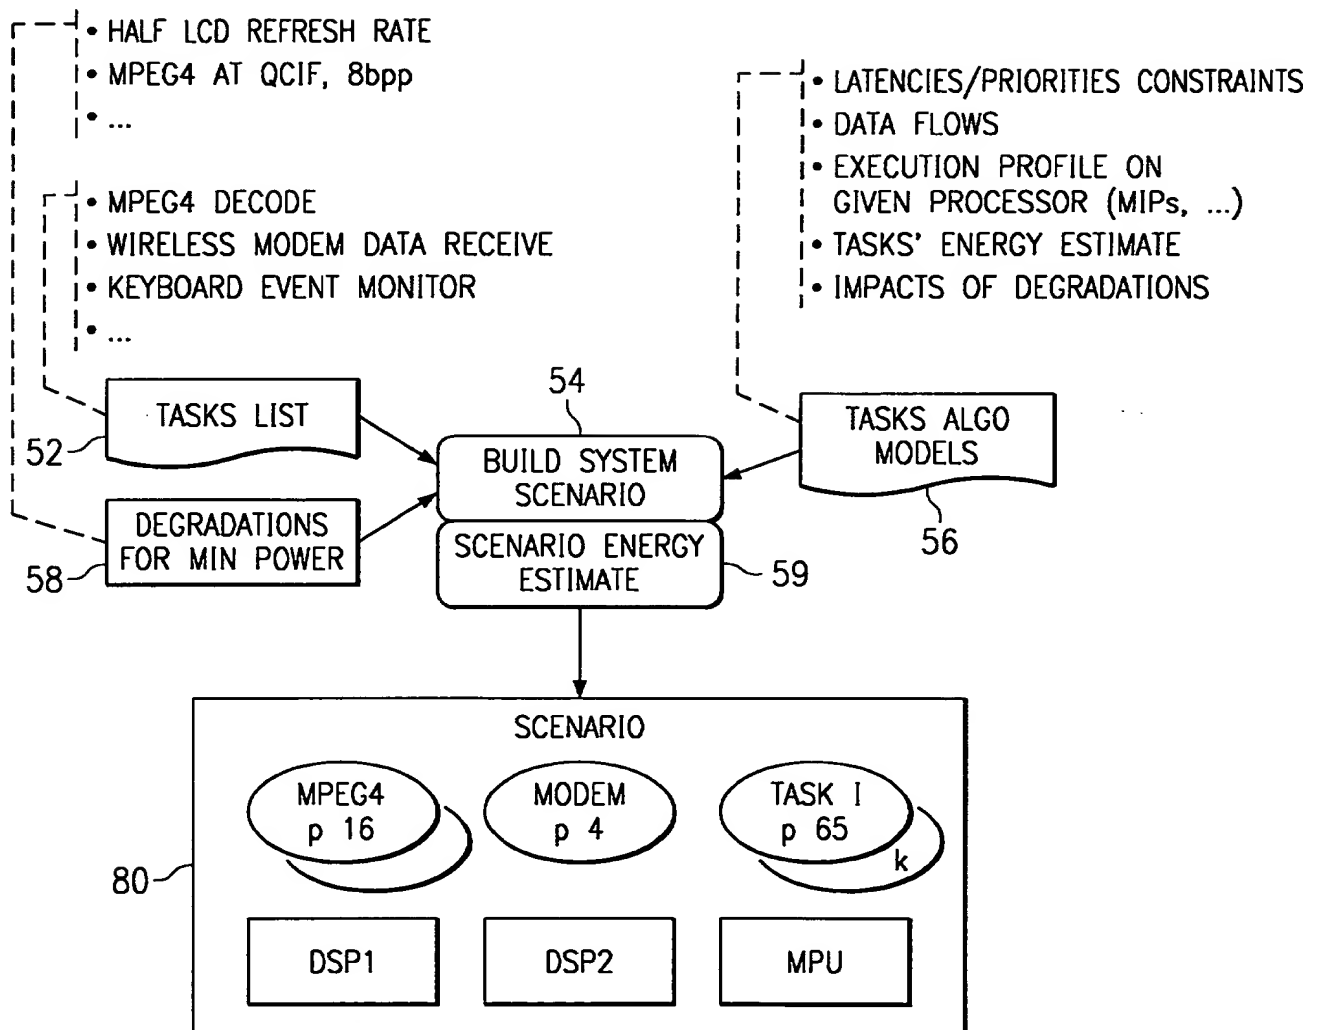 • HALF LCD REFRESH RATE
• MPEG4 AT QCIF, 8bpp
• ...
• MPEG4 DECODE
• WIRELESS MODEM DATA RECEIVE
• KEYBOARD EVENT MONITOR
• ...
• LATENCIES/PRIORITIES CONSTRAINTS
• DATA FLOWS
• EXECUTION PROFILE ON
GIVEN PROCESSOR (MIPs, ...)
• TASKS' ENERGY ESTIMATE
• IMPACTS OF DEGRADATIONS
TASKS LIST
52
DEGRADATIONS
FOR MIN POWER
58
54
BUILD SYSTEM
SCENARIO
SCENARIO ENERGY
ESTIMATE
59
TASKS ALGO
MODELS
56
SCENARIO
MPEG4
p 16
MODEM
p 4
TASK I
p 65
k
80
DSP1
DSP2
MPU